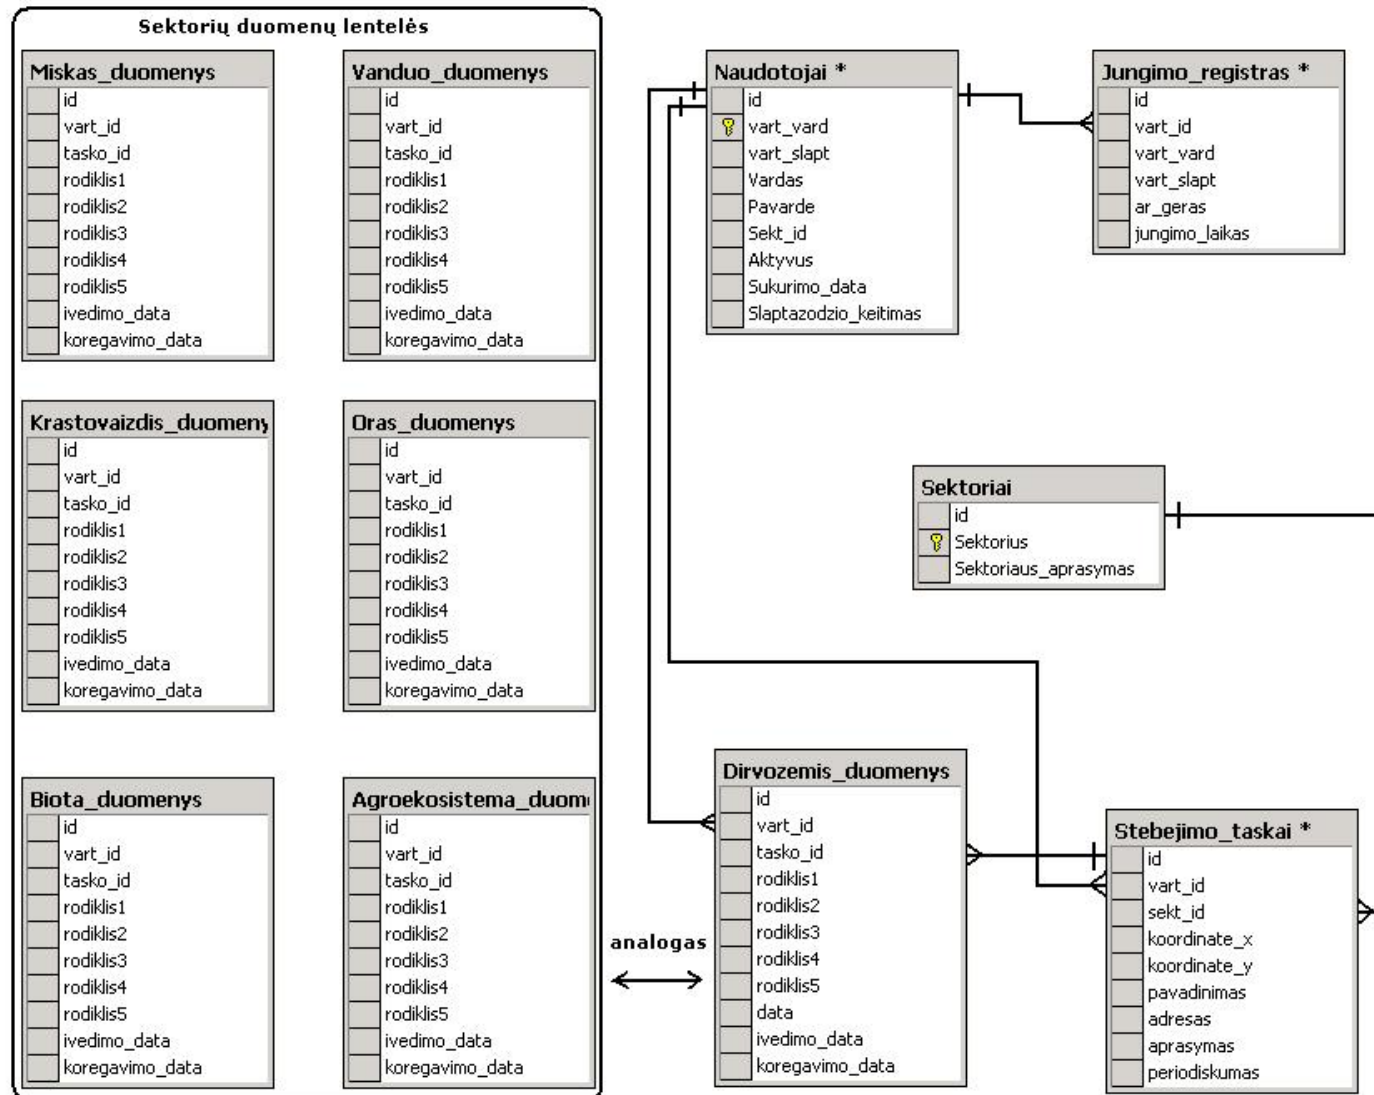 Sektorių duomenų lentelės
Miskas_duomenys
id
vart_id
tasko_id
rodiklis1
rodiklis2
rodiklis3
rodiklis4
rodiklis5
ivedimo_data
koregavimo_data
Vanduo_duomenys
id
vart_id
tasko_id
rodiklis1
rodiklis2
rodiklis3
rodiklis4
rodiklis5
ivedimo_data
koregavimo_data
Krastovaizdis_duomeny
id
vart_id
tasko_id
rodiklis1
rodiklis2
rodiklis3
rodiklis4
rodiklis5
ivedimo_data
koregavimo_data
Oras_duomenys
id
vart_id
tasko_id
rodiklis1
rodiklis2
rodiklis3
rodiklis4
rodiklis5
ivedimo_data
koregavimo_data
Biota_duomenys
id
vart_id
tasko_id
rodiklis1
rodiklis2
rodiklis3
rodiklis4
rodiklis5
ivedimo_data
koregavimo_data
Agroekosistema_duom
id
vart_id
tasko_id
rodiklis1
rodiklis2
rodiklis3
rodiklis4
rodiklis5
ivedimo_data
koregavimo_data
Naudotojai *
id
vart_vard
vart_slapt
Vardas
Pavarde
Sekt_id
Aktyvus
Sukurimo_data
Slaptazodzio_keitimas
Jungimo_registras *
id
vart_id
vart_vard
vart_slapt
ar_geras
jungimo_laikas
Sektoriai
id
Sektorius
Sektoriaus_aprasymas
analogas
Dirvozemis_duomenys
id
vart_id
tasko_id
rodiklis1
rodiklis2
rodiklis3
rodiklis4
rodiklis5
data
ivedimo_data
koregavimo_data
Stebejimo_taskai *
id
vart_id
sekt_id
koordinate_x
koordinate_y
pavadinimas
adresas
aprasymas
periodiskumas